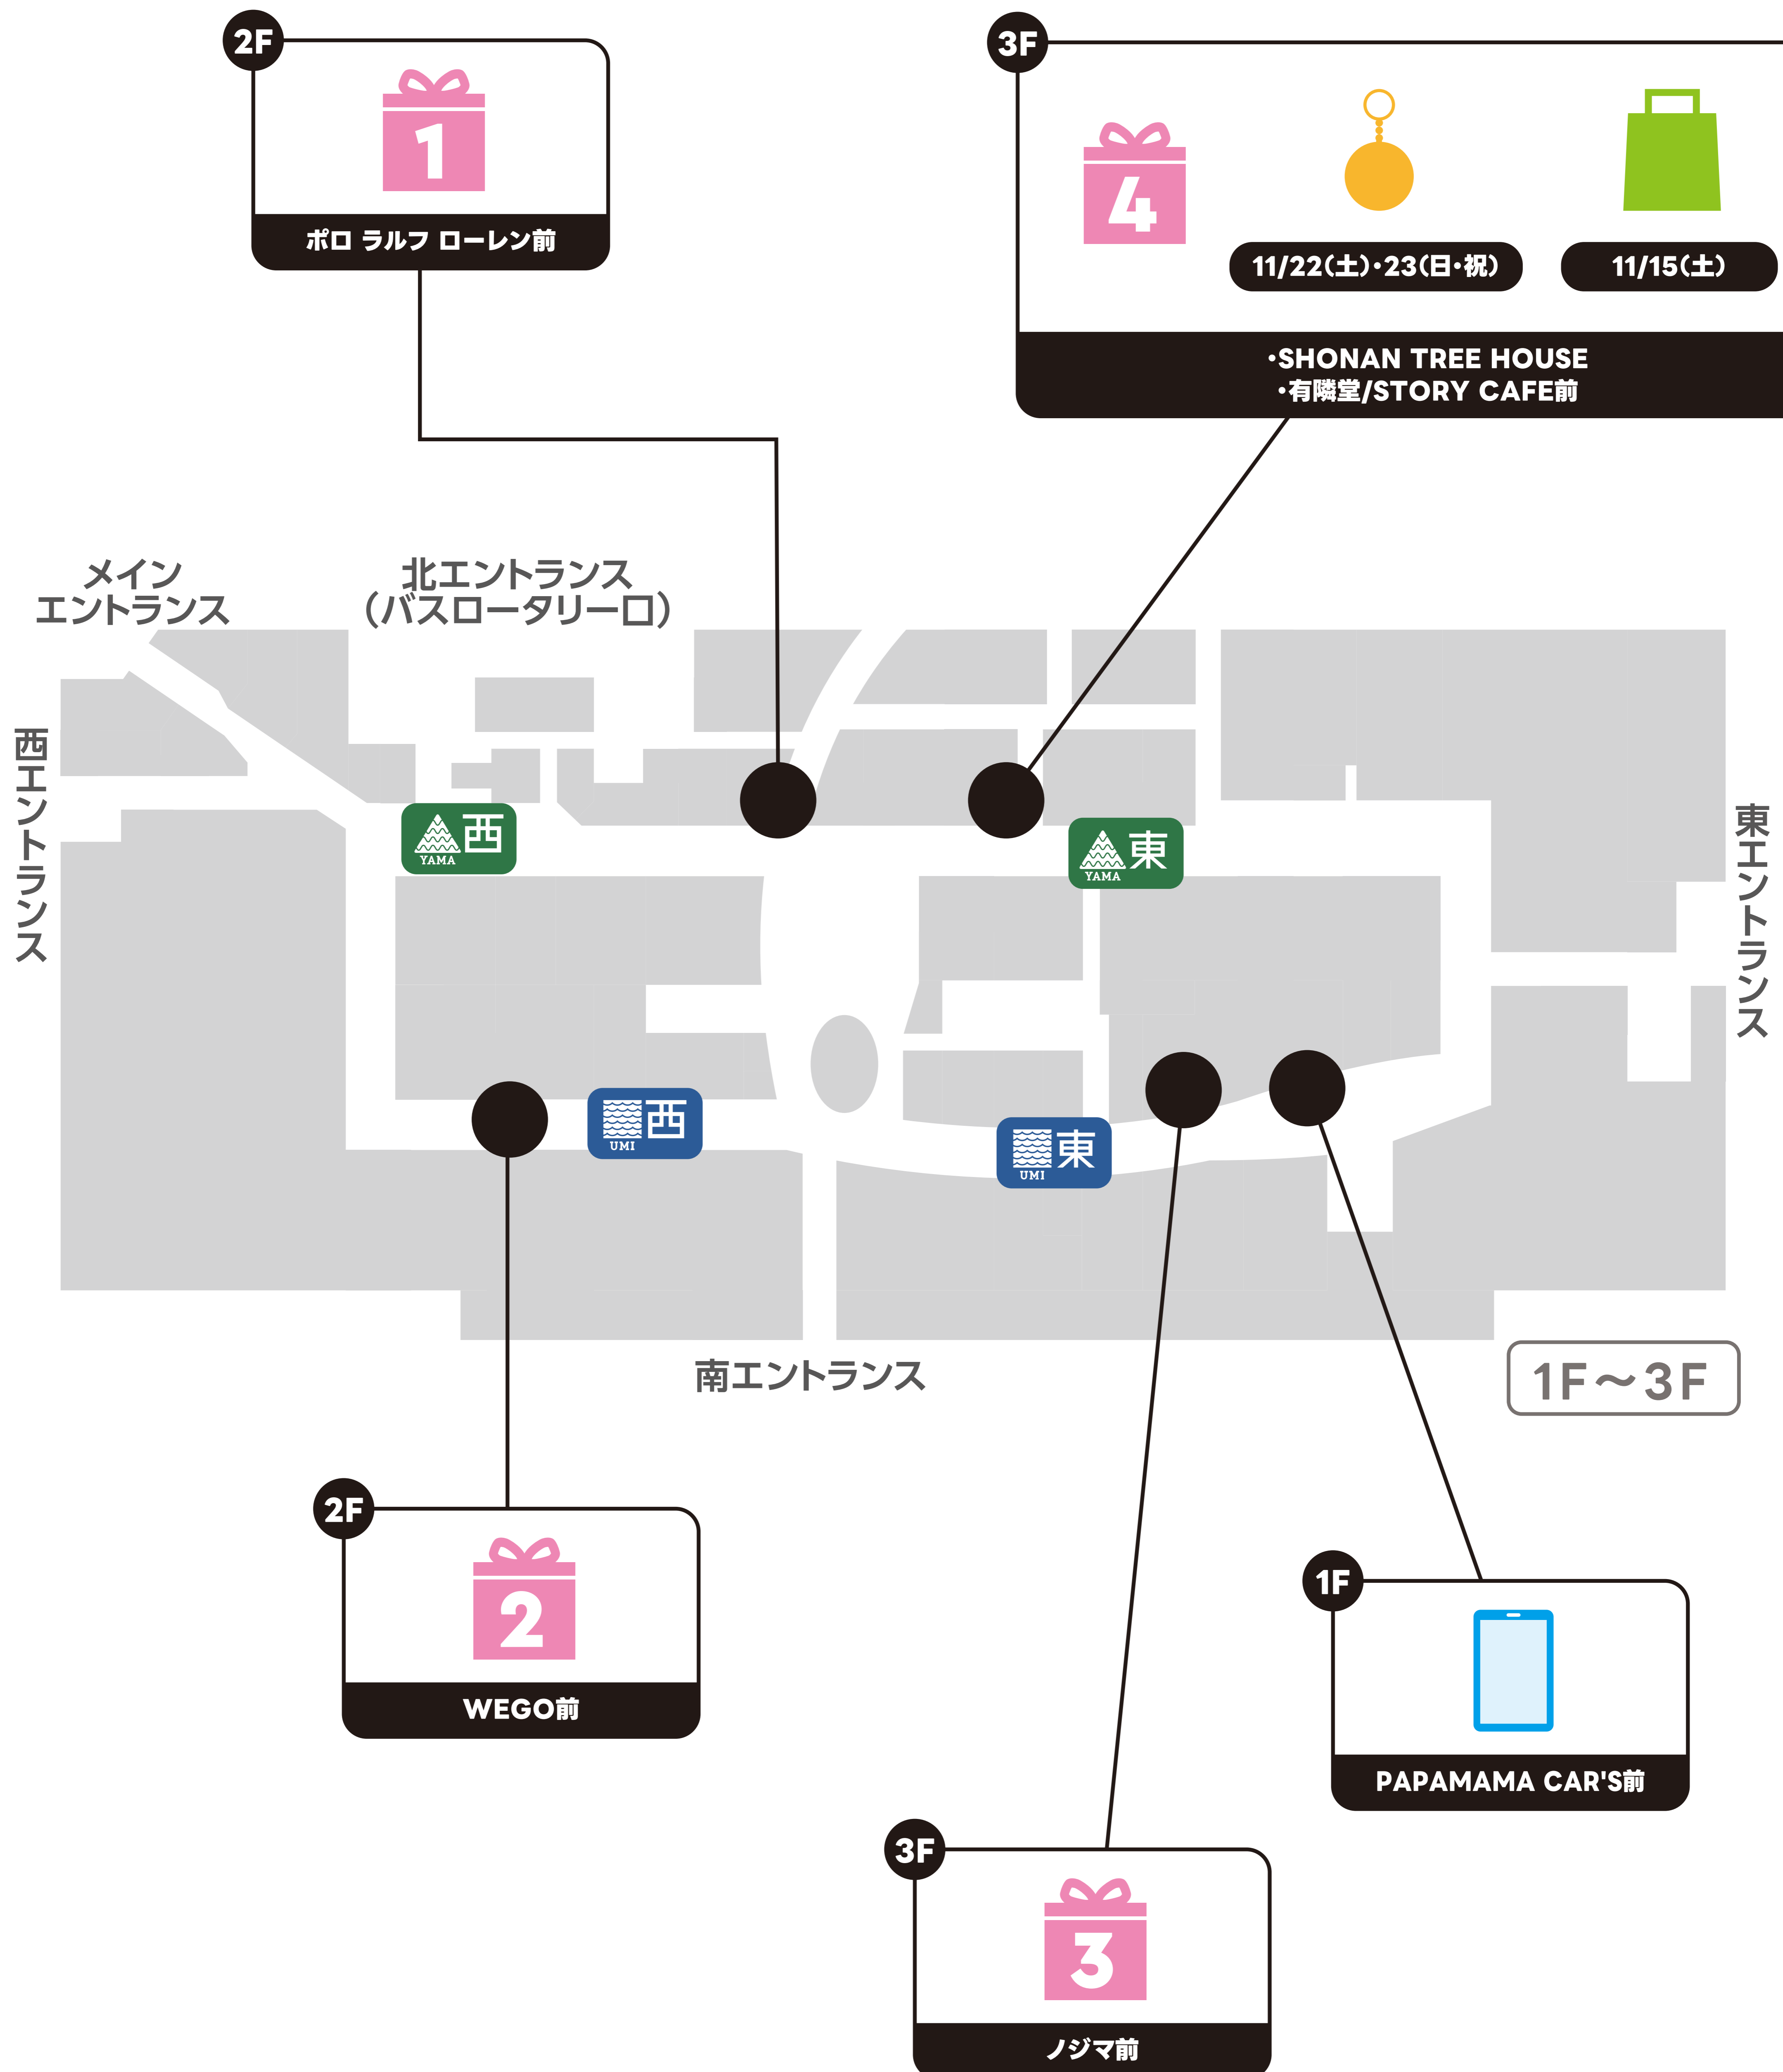 2F
1
ポロ ラルフ ローレン前
3F
4
11/22(土)・23(日・祝)
11/15(土)
・SHONAN TREE HOUSE
・有隣堂/STORY CAFE前
メイン
エントランス
北エントランス
(バスロータリー口)
西エントランス
東エントランス
YAMA 西
YAMA 東
UMI 西
UMI 東
南エントランス
1F〜3F
2F
2
WEGO前
1F
PAPAMAMA CAR'S前
3F
3
ノジマ前